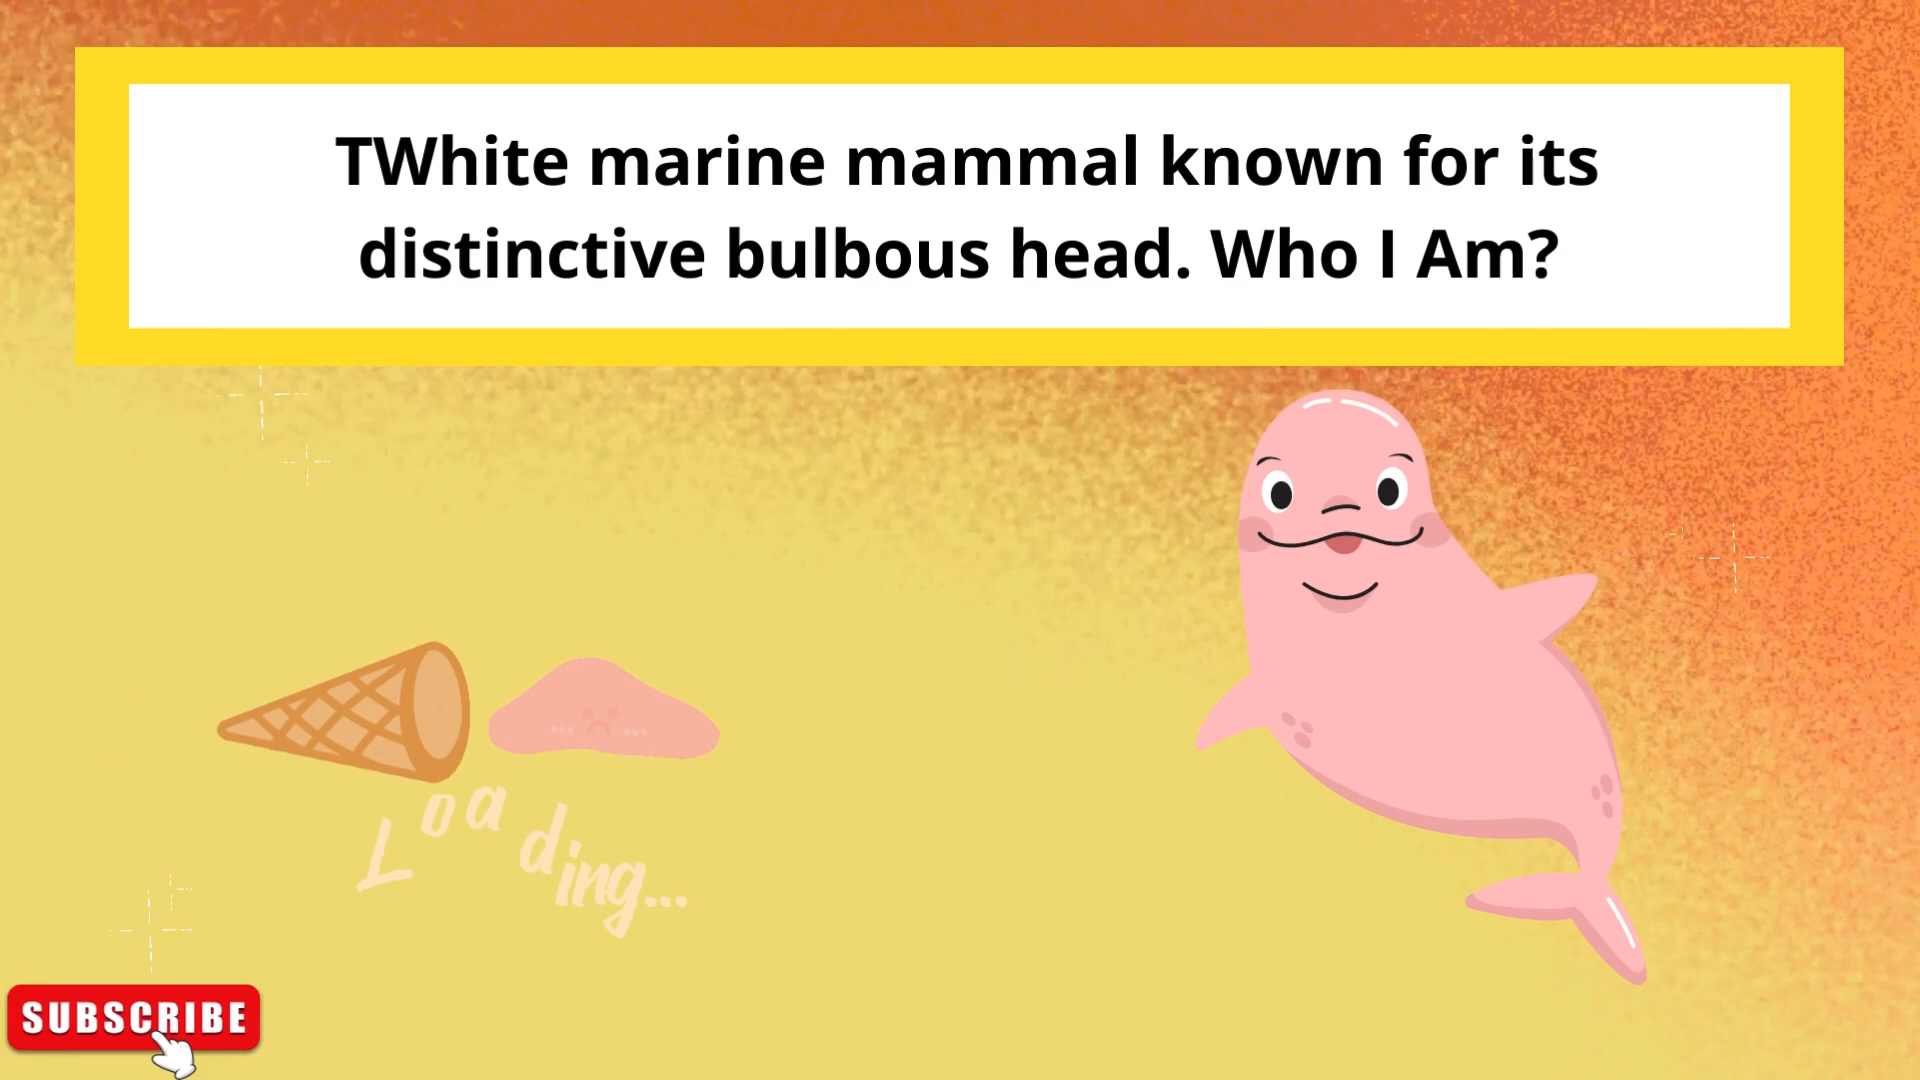 TWhite marine mammal known for its
distinctive bulbous head. Who I Am?
Loading...
SUBSCRIBE